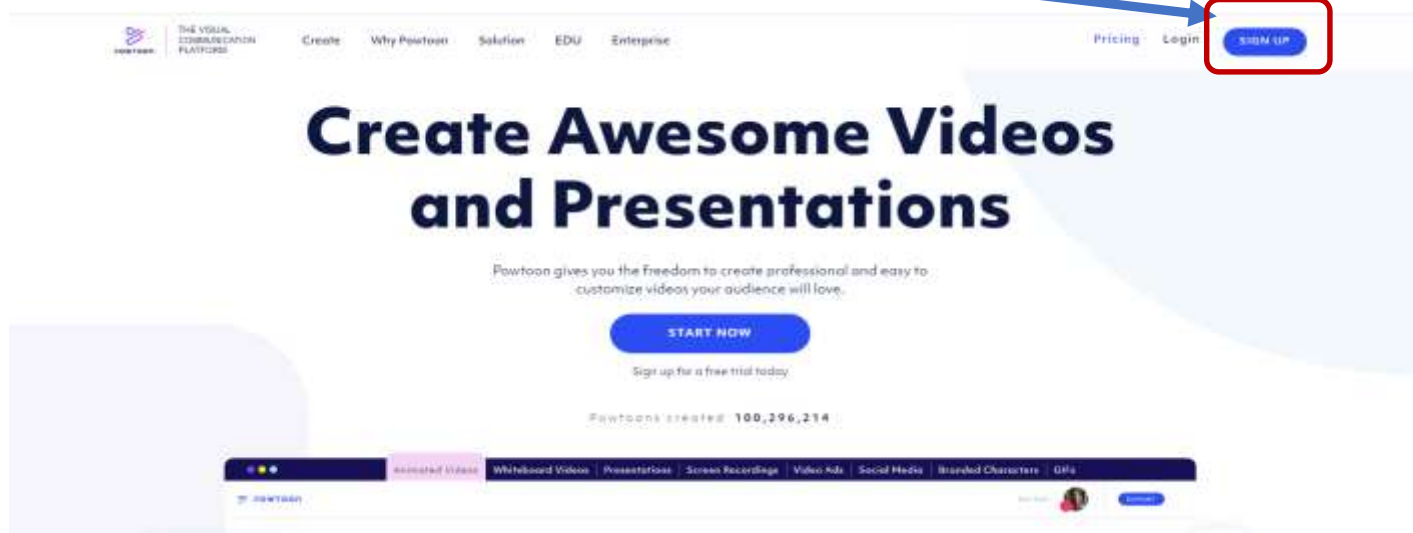 POWTOON
THE VISUAL
COMMUNICATION
PLATFORM
Create Why Powtoon Solution EDU Enterprise Pricing Login SIGN UP
Create Awesome Videos
and Presentations
Powtoon gives you the freedom to create professional and easy to
customize videos your audience will love.
START NOW
Sign up for a free trial today
Powtoons created 100,296,214
Animated Videos Whiteboard Videos Presentations Screen Recordings Video Ads Social Media Branded Characters GIFs
POWTOON